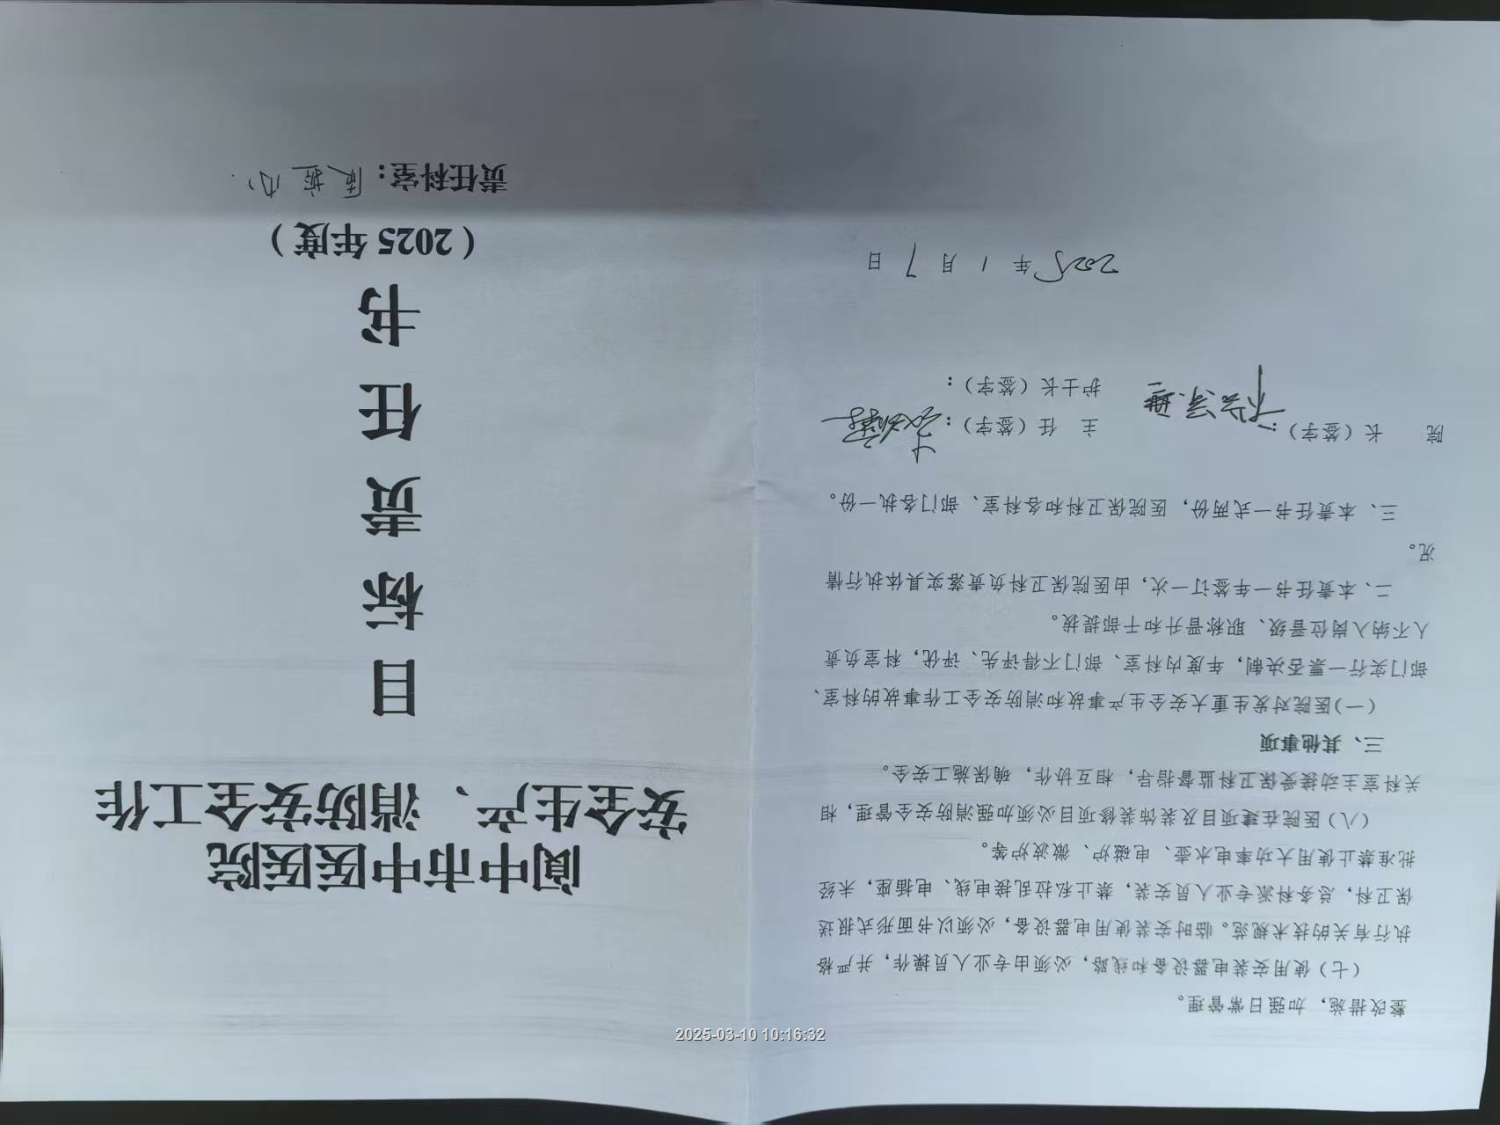 整改措施，加强日常管理。
（七）使用安装电器设备和线路，必须由专业人员操作，并严格
执行有关的技术规范。临时安装使用电器设备，必须以书面形式报送
保卫科，总务科派专业人员安装，禁止私拉乱接电线、电插座，未经
批准禁止使用大功率电水壶、电磁炉、微波炉等。
（八）医院在建项目及装饰装修项目必须加强消防安全管理，相
关科室主动接受保卫科监督指导，相互协作，确保施工安全。
三、其他事项
（一）医院对发生重大安全生产事故和消防安全工作事故的科室、
部门实行一票否决制，年度内科室、部门不得评先、评优，科室负责
人不纳入岗位晋级、职称晋升和干部提拔。
二、本责任书一年签订一次，由医院保卫科负责落实具体执行情
况。
三、本责任书一式两份，医院保卫科和各科室、部门各执一份。
院 长（签字）： 主 任（签字）：
护士长（签字）：
2025年1月7日
阆中市中医医院
安全生产、消防安全工作
目
标
责
任
书
（2025年度）
责任科室：
2025-03-10 10:16:32